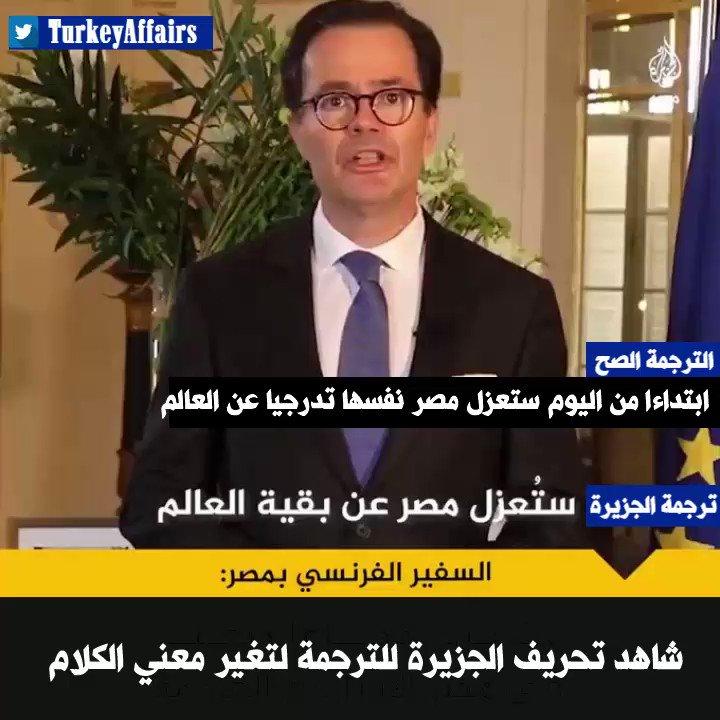 TurkeyAffairs
الترجمة الصح
ابتداءا من اليوم ستعزل مصر نفسها تدرجيا عن العالم
ترجمة الجزيرة
ستُعزل مصر عن بقية العالم
السفير الفرنسي بمصر:
شاهد تحريف الجزيرة للترجمة لتغير معني الكلام